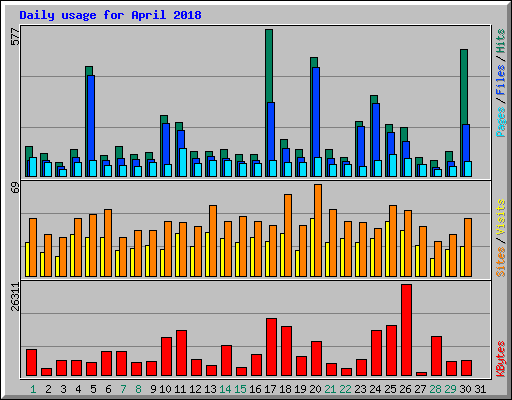 Daily usage for April 2018
577
Pages / Files / Hits
69
Sites / Visits
26311
KBytes
1 2 3 4 5 6 7 8 9 10 11 12 13 14 15 16 17 18 19 20 21 22 23 24 25 26 27 28 29 30 31